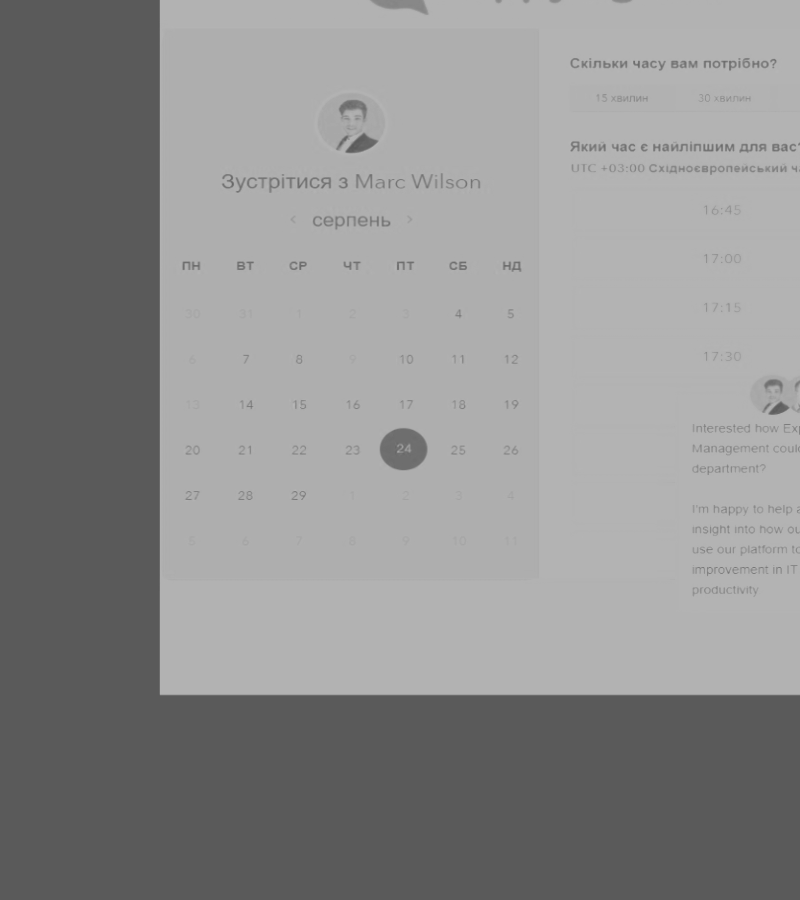 Зустрітися з Marc Wilson
серпень
ПН ВТ СР ЧТ ПТ СБ НД
30 31 1 2 3 4 5
6 7 8 9 10 11 12
13 14 15 16 17 18 19
20 21 22 23 24 25 26
27 28 29 1 2 3 4
5 6 7 8 9 10 11
Скільки часу вам потрібно?
15 хвилин 30 хвилин
Який час є найліпшим для вас?
UTC +03:00 Східноєвропейський
16:45
17:00
17:15
17:30
Interested how
Management
department?
I'm happy to help
insight into how
use our platform
improvement in IT
productivity